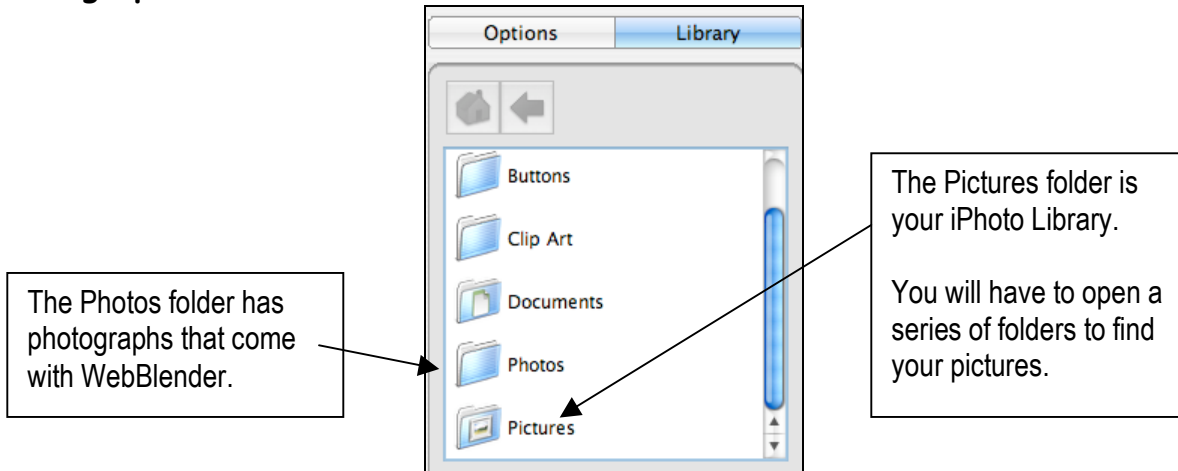 Options Library
Buttons
Clip Art
Documents
Photos
Pictures
The Photos folder has
photographs that come
with WebBlender.
The Pictures folder is
your iPhoto Library.
You will have to open a
series of folders to find
your pictures.